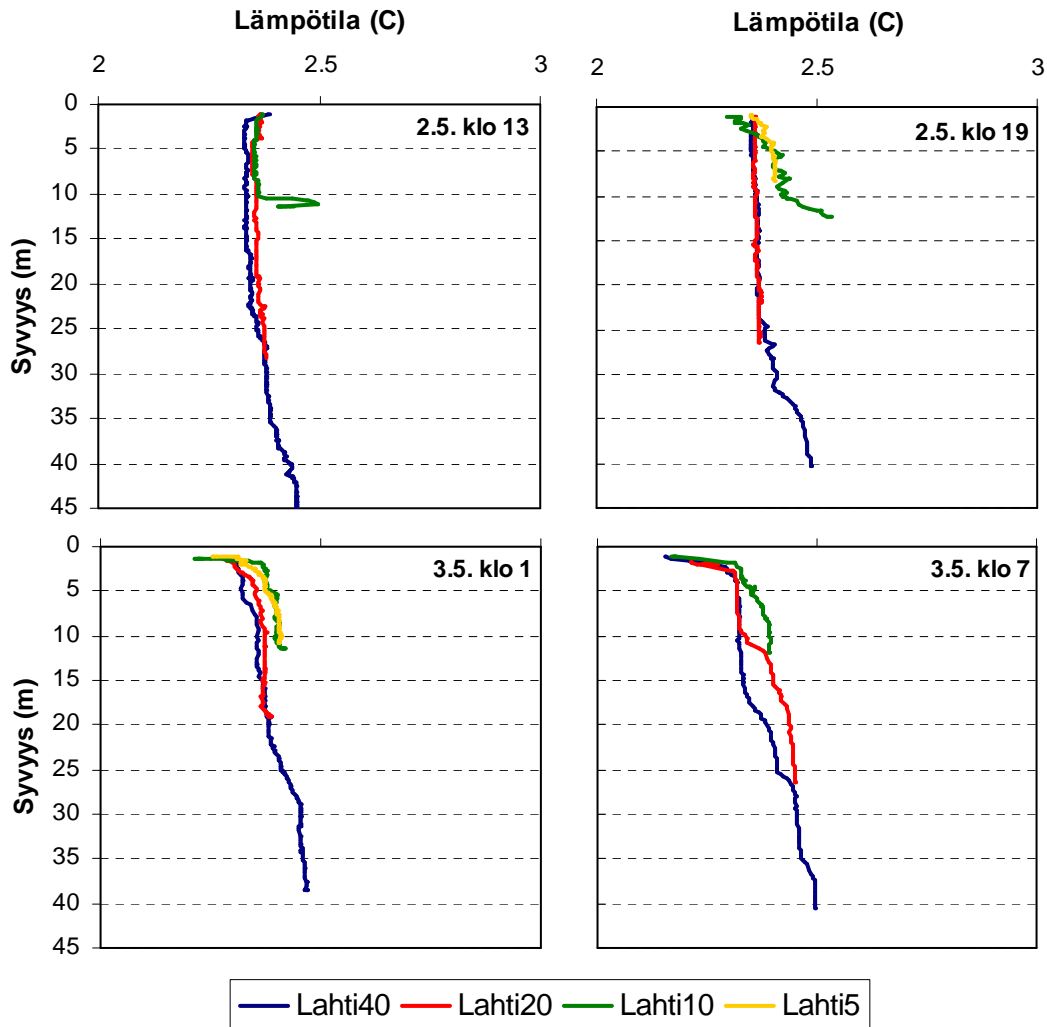 Lämpötila (C)
Lämpötila (C)
2 2.5 3
2 2.5 3
Syvyys (m)
0
5
10
15
20
25
30
35
40
45
2.5. klo 13
2.5. klo 19
Syvyys (m)
0
5
10
15
20
25
30
35
40
45
3.5. klo 1
3.5. klo 7
Lahti40 Lahti20 Lahti10 Lahti5